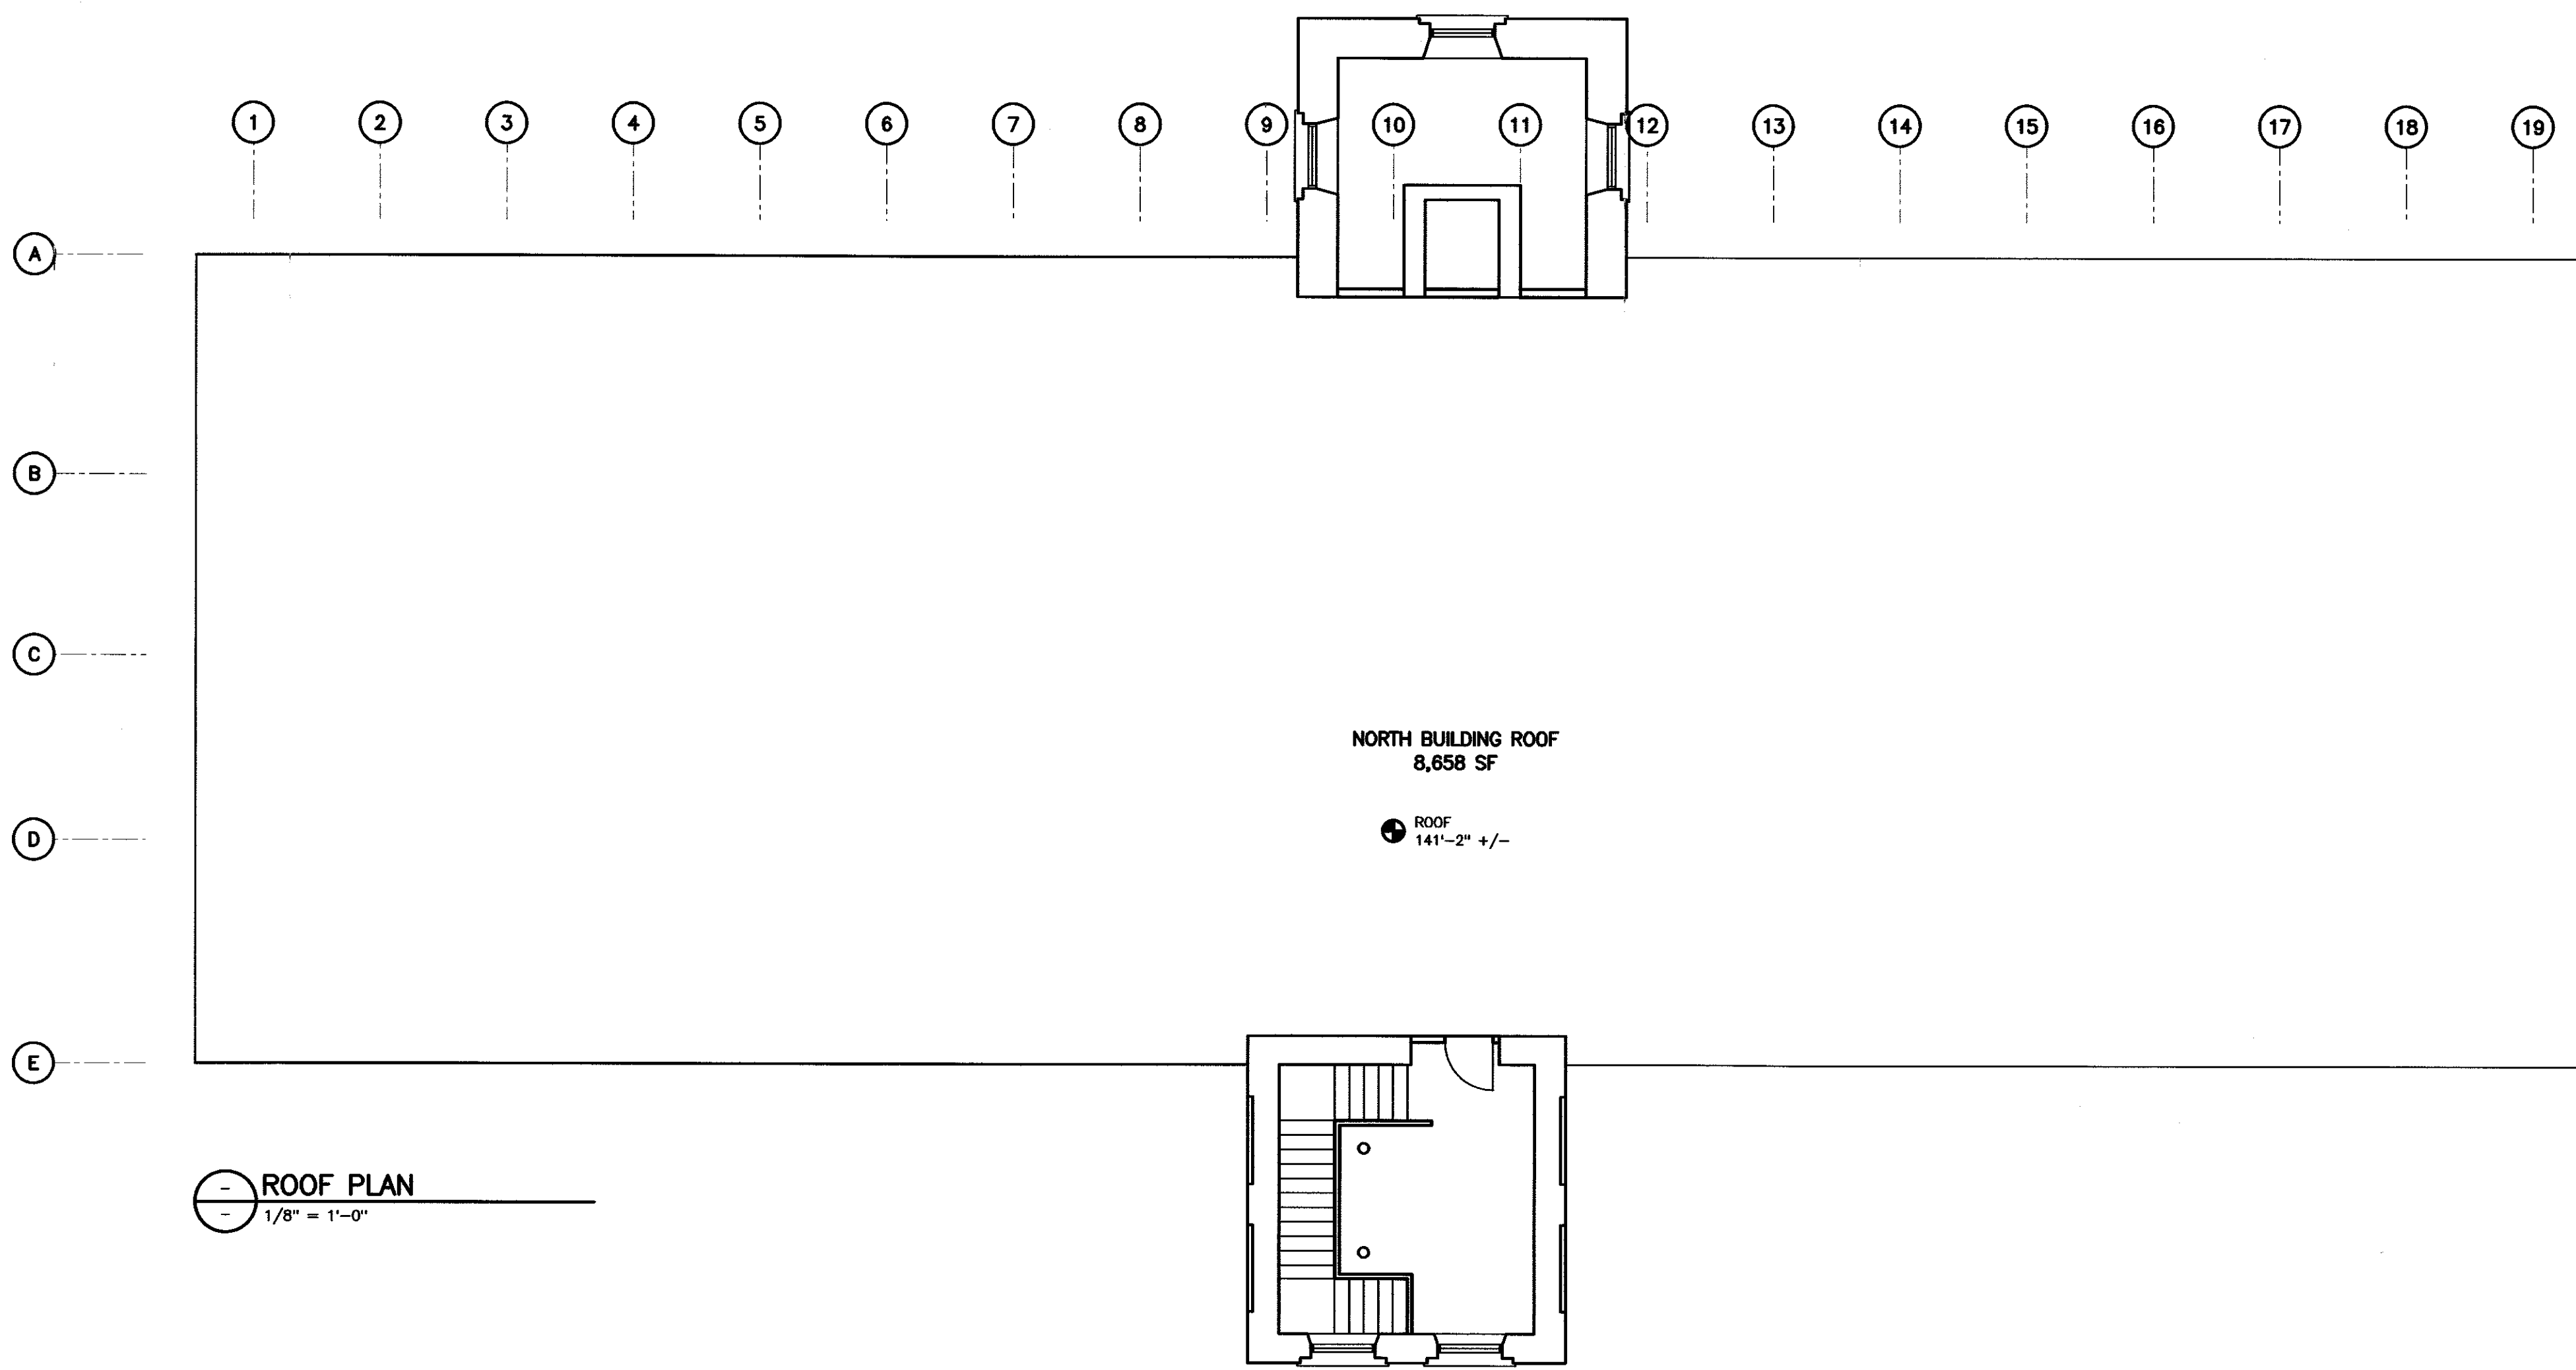 1 2 3 4 5 6 7 8 9 10 11 12 13 14 15 16 17 18 19
A
B
C
NORTH BUILDING ROOF
8,658 SF
ROOF
141'-2" +/-
D
E
ROOF PLAN
1/8" = 1'-0"